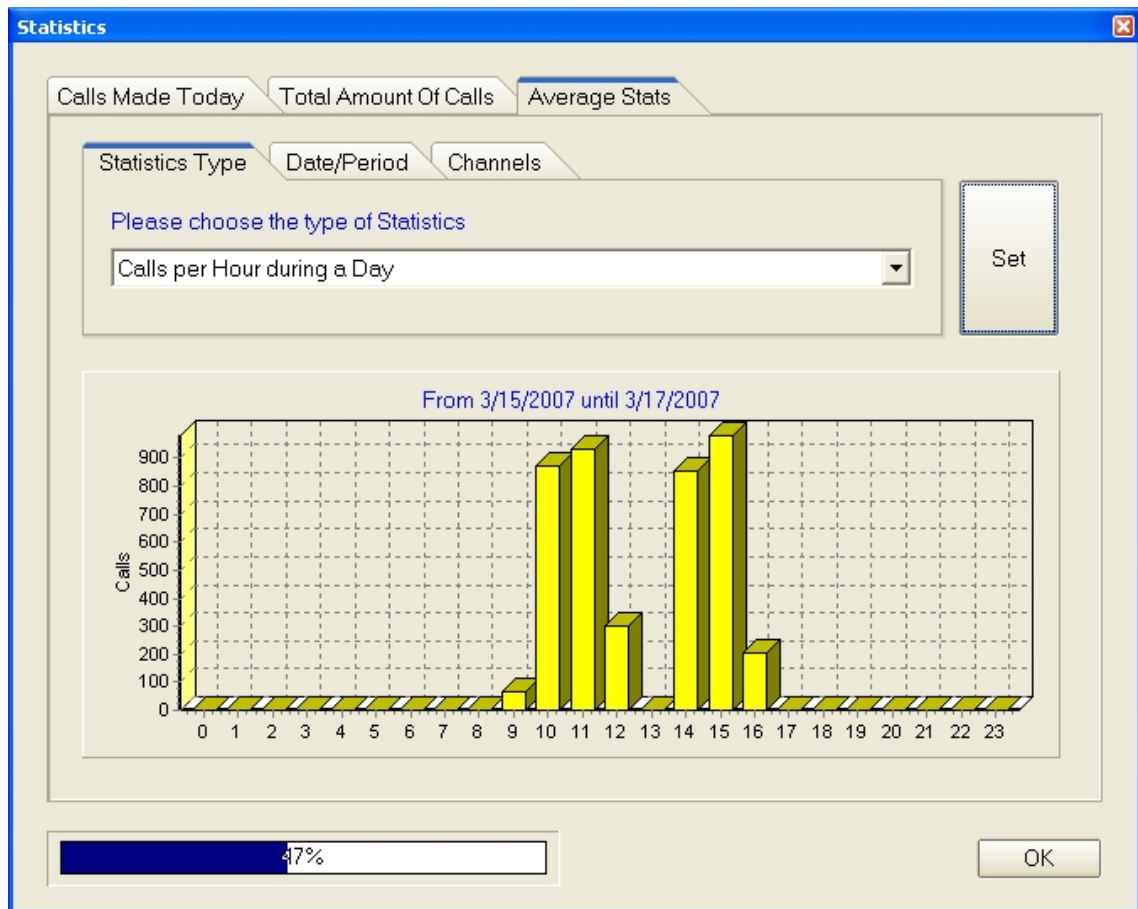 Statistics
Calls Made Today Total Amount Of Calls Average Stats
Statistics Type Date/Period Channels
Please choose the type of Statistics
Calls per Hour during a Day
Set
From 3/15/2007 until 3/17/2007
900
800
700
600
500
400
300
200
100
0
Calls
0 1 2 3 4 5 6 7 8 9 10 11 12 13 14 15 16 17 18 19 20 21 22 23
47%
OK